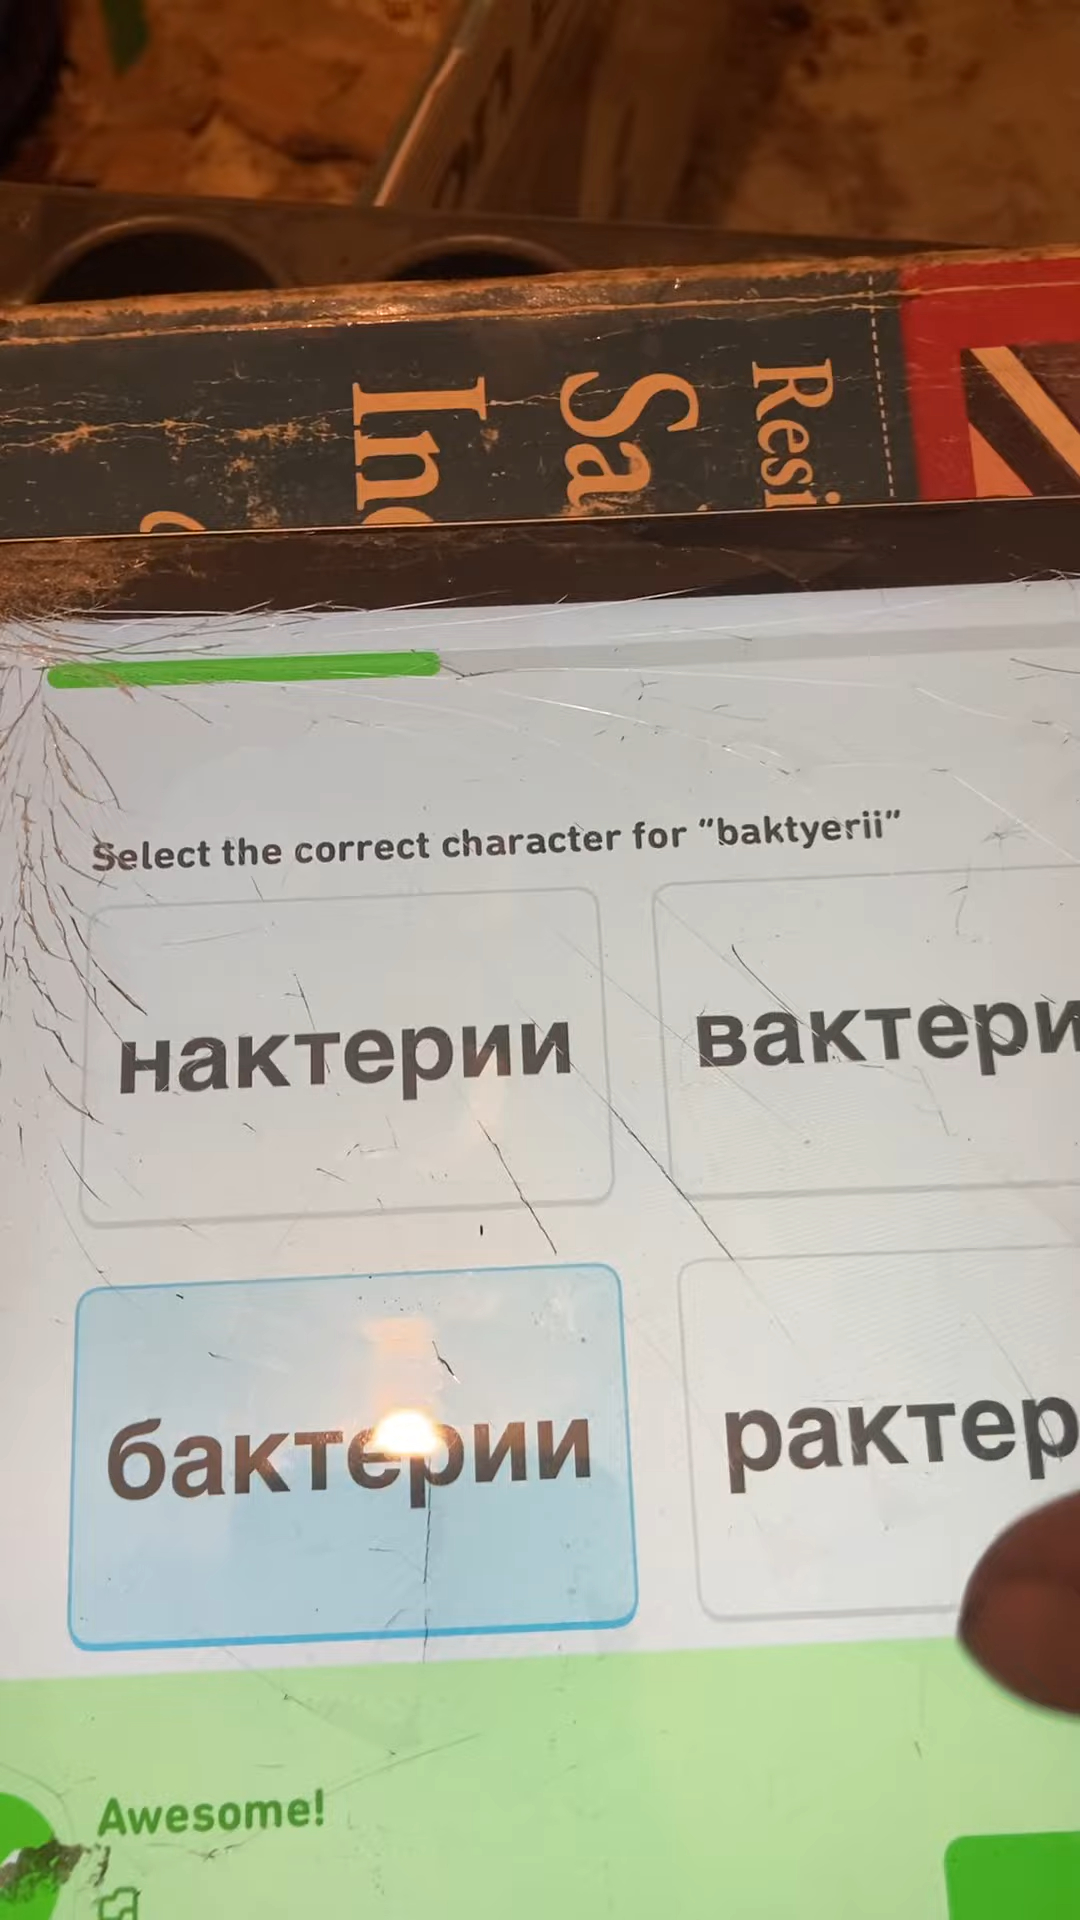 Resi
Sa
In
Select the correct character for "baktyerii"
нактерии
вактери
бактерии
рактер
Awesome!